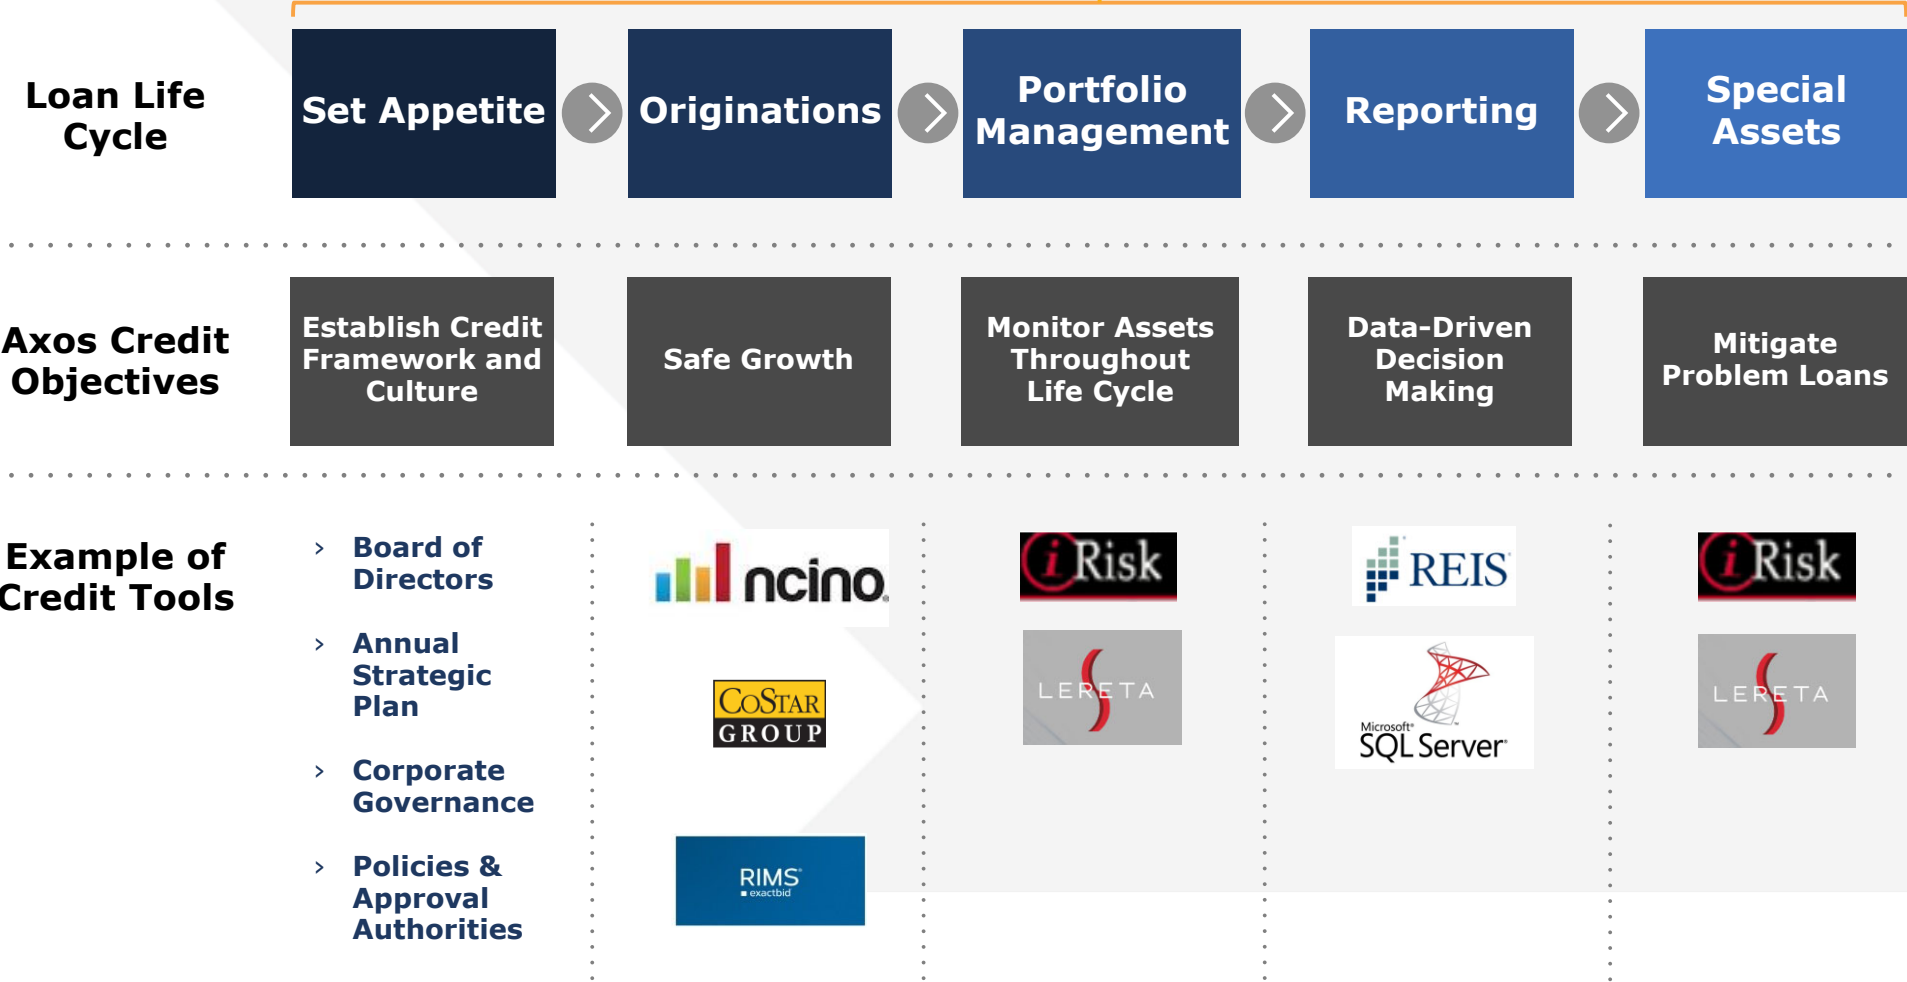 Loan Life
Cycle
Set Appetite
Originations
Portfolio
Management
Reporting
Special
Assets
Axos Credit
Objectives
Establish Credit
Framework and
Culture
Safe Growth
Monitor Assets
Throughout
Life Cycle
Data-Driven
Decision
Making
Mitigate
Problem Loans
Example of
Credit Tools
› Board of
Directors
› Annual
Strategic
Plan
› Corporate
Governance
› Policies &
Approval
Authorities
ncino.
COSTAR
GROUP
RIMS
exactbid
iRisk
LERETA
REIS
Microsoft®
SQL Server®
iRisk
LERETA